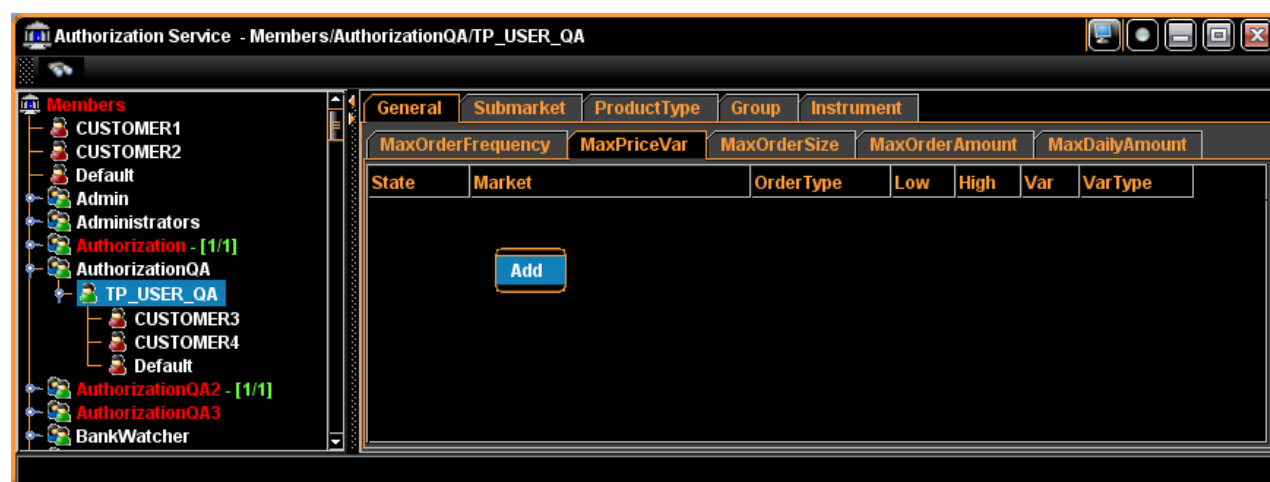 Authorization Service - Members/AuthorizationQA/TP_USER_QA
Members
CUSTOMER1
CUSTOMER2
Default
Admin
Administrators
Authorization - [1/1]
AuthorizationQA
TP_USER_QA
CUSTOMER3
CUSTOMER4
Default
AuthorizationQA2 - [1/1]
AuthorizationQA3
BankWatcher
General Submarket ProductType Group Instrument
MaxOrderFrequency MaxPriceVar MaxOrderSize MaxOrderAmount MaxDailyAmount
State Market OrderType Low High Var VarType
Add